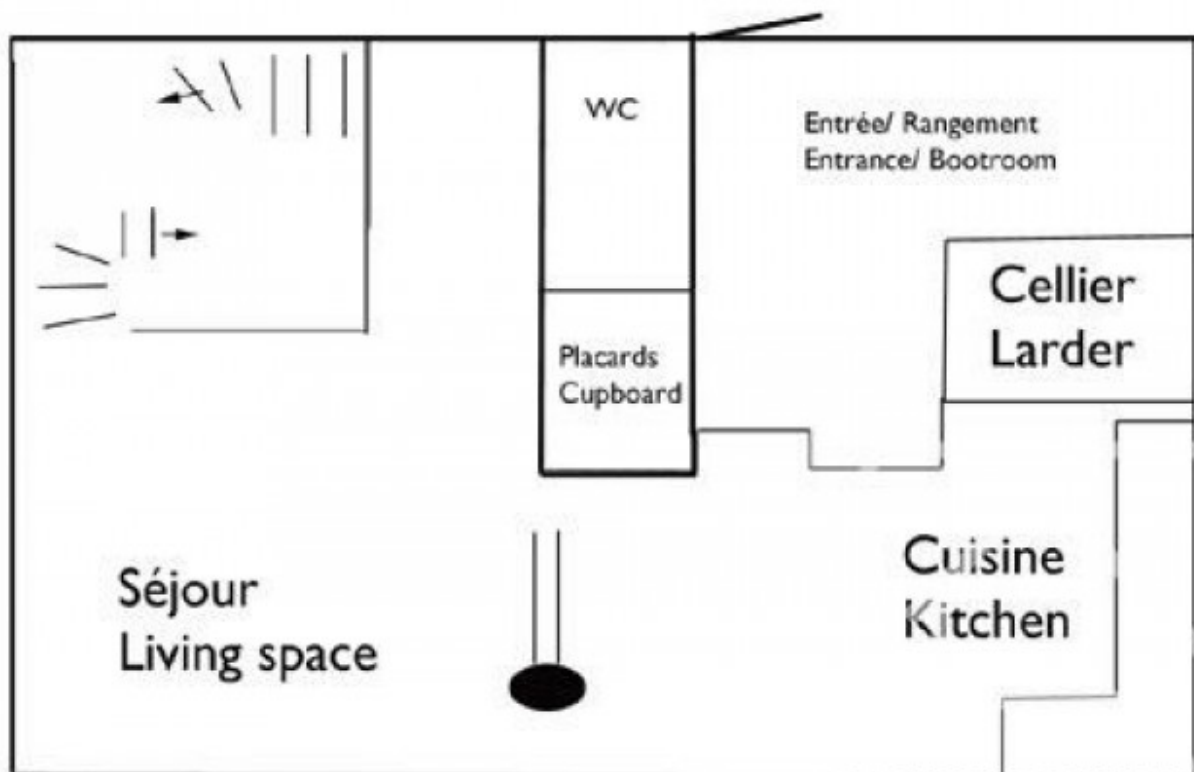 WC
Entrée/ Rangement
Entrance/ Bootroom
Cellier
Larder
Placards
Cupboard
Séjour
Living space
Cuisine
Kitchen